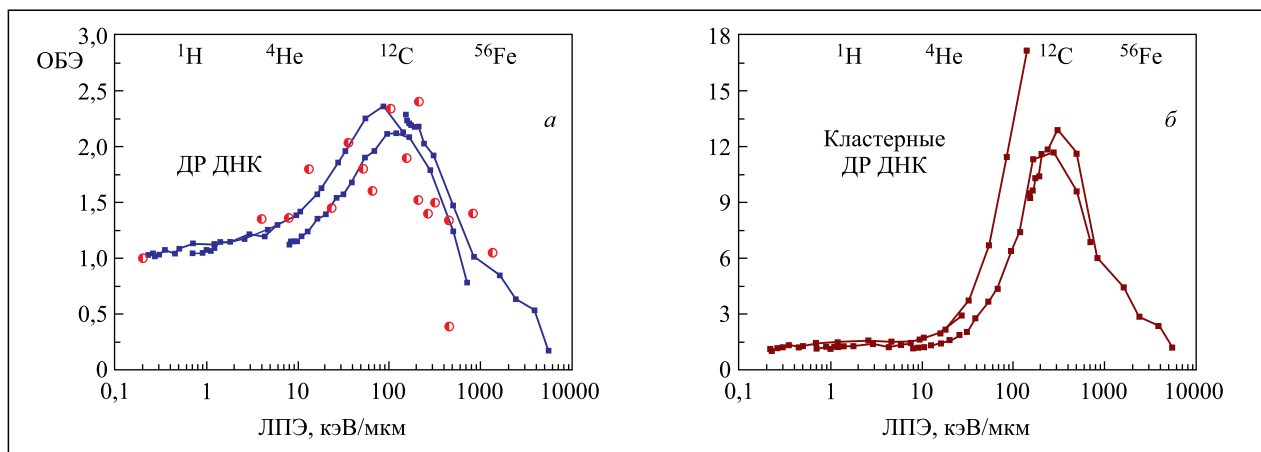 ОБЭ
3,0
2,5
2,0
1,5
1,0
0,5
0
¹H ⁴He ¹²C ⁵⁶Fe
а
ДР ДНК
0,1 1 10 100 1000 10000
ЛПЭ, кэВ/мкм
18
15
12
9
6
3
0
¹H ⁴He ¹²C ⁵⁶Fe
б
Кластерные
ДР ДНК
0,1 1 10 100 1000 10000
ЛПЭ, кэВ/мкм